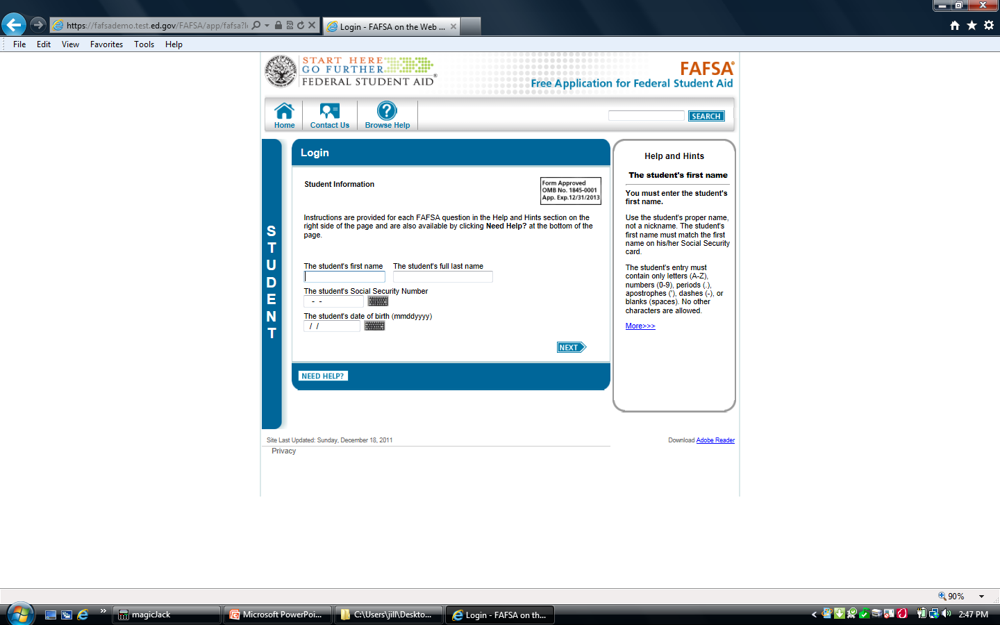 https://fafsademo.test.ed.gov/FAFSA/app/fafsa?l
Login - FAFSA on the Web ...
File Edit View Favorites Tools Help
START HERE
GO FURTHER
FEDERAL STUDENT AID®
FAFSA®
Free Application for Federal Student Aid
Home Contact Us Browse Help
SEARCH
STUDENT
Login
Student Information
Form Approved
OMB No. 1845-0001
App. Exp.12/31/2013
Instructions are provided for each FAFSA question in the Help and Hints section on the
right side of the page and are also available by clicking Need Help? at the bottom of the
page.
The student's first name The student's full last name
The student's Social Security Number
- -
The student's date of birth (mmddyyyy)
/ /
NEXT
NEED HELP?
Help and Hints
The student's first name
You must enter the student's
first name.
Use the student's proper name,
not a nickname. The student's
first name must match the first
name on his/her Social Security
card.
The student's entry must
contain only letters (A-Z),
numbers (0-9), periods (.),
apostrophes ('), dashes (-), or
blanks (spaces). No other
characters are allowed.
More>>>
Site Last Updated: Sunday, December 18, 2011
Download Adobe Reader
Privacy
90%
magicJack
Microsoft PowerPoi...
C:\Users\jill\Deskto...
Login - FAFSA on th...
2:47 PM